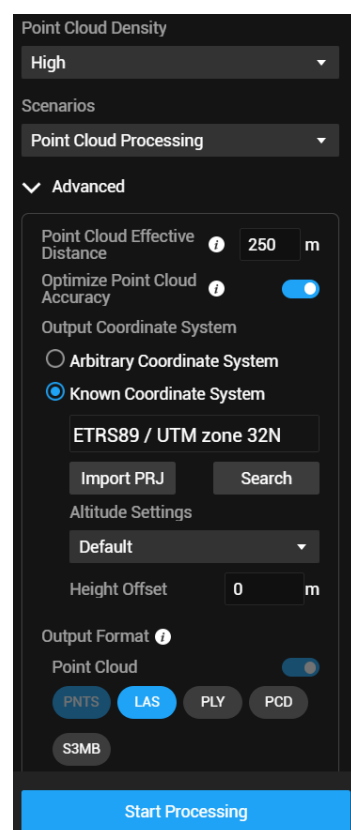 Point Cloud Density
High
Scenarios
Point Cloud Processing
Advanced
Point Cloud Effective
Distance
250 m
Optimize Point Cloud
Accuracy
Output Coordinate System
Arbitrary Coordinate System
Known Coordinate System
ETRS89 / UTM zone 32N
Import PRJ Search
Altitude Settings
Default
Height Offset 0 m
Output Format
Point Cloud
PNTS LAS PLY PCD
S3MB
Start Processing